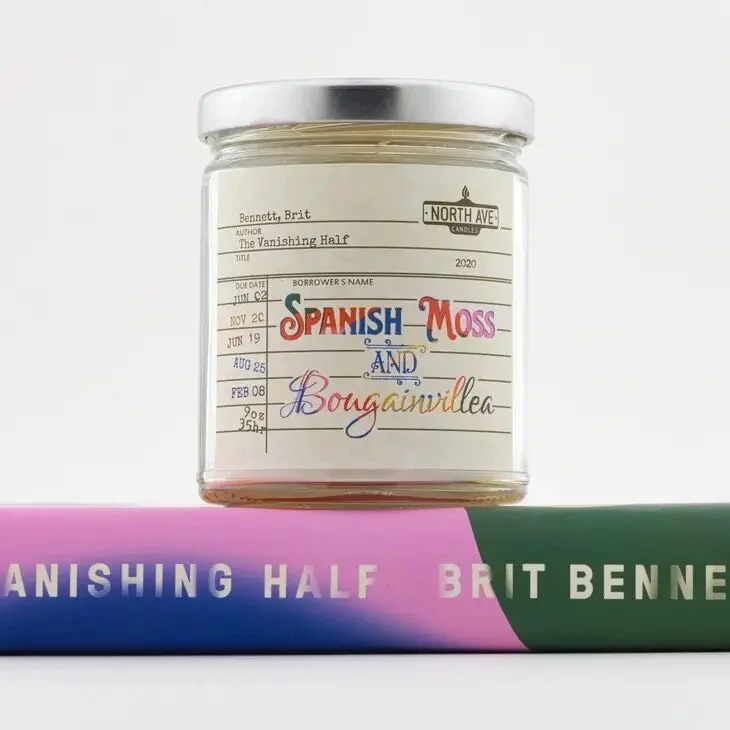 Bennett, Brit
AUTHOR
The Vanishing Half
TITLE
2020
NORTH AVE
CANDLES
DUE DATE
BORROWER'S NAME
JUN 02
NOV 20
JUN 19
AUG 25
FEB 08
9oz
35hr
SPANISH MOSS
AND
Bougainvillea
ANISHING HALF BRIT BENNE